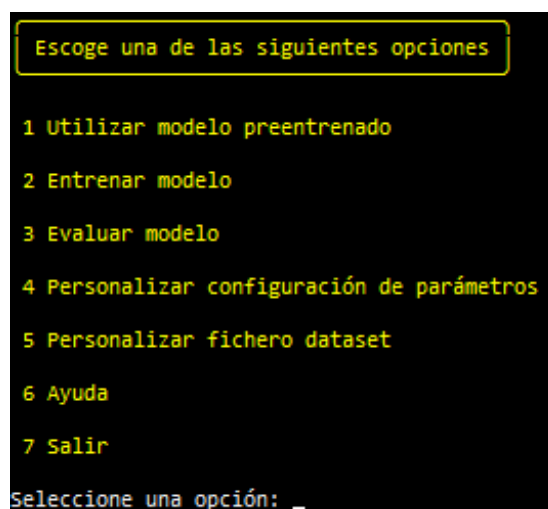 Escoge una de las siguientes opciones
1 Utilizar modelo preentrenado
2 Entrenar modelo
3 Evaluar modelo
4 Personalizar configuración de parámetros
5 Personalizar fichero dataset
6 Ayuda
7 Salir
Seleccione una opción: _